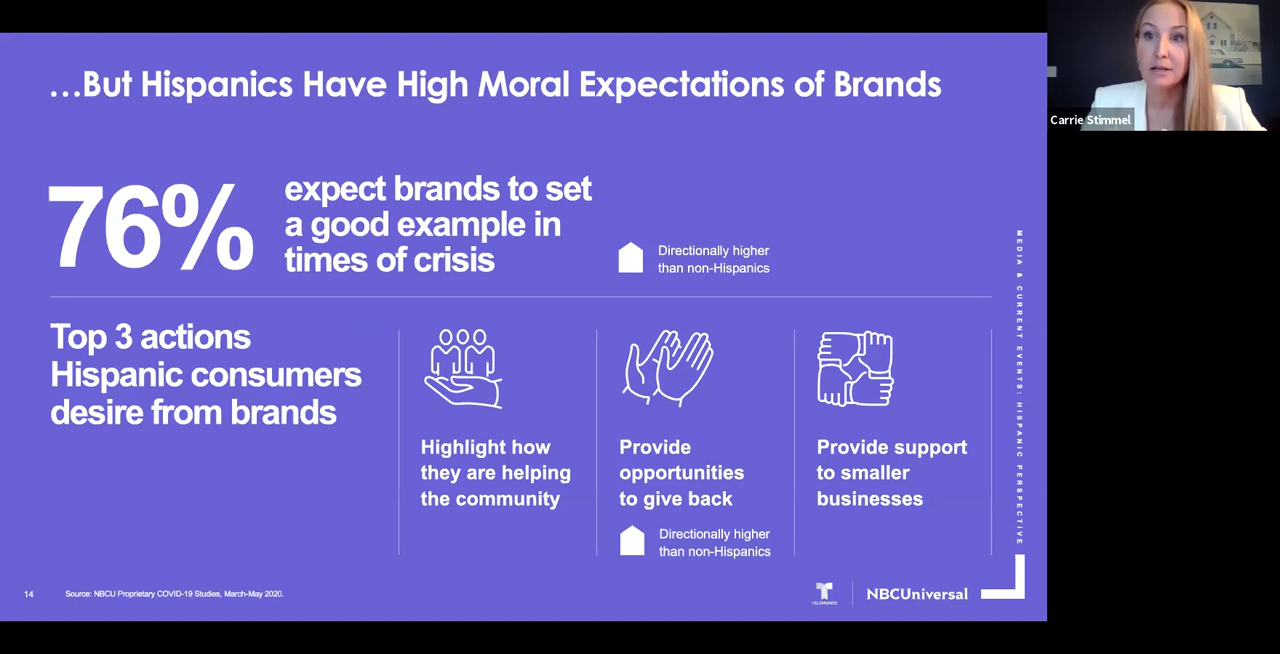 …But Hispanics Have High Moral Expectations of Brands
Carrie Stimmel
76%
expect brands to set
a good example in
times of crisis
Directionally higher
than non-Hispanics
Top 3 actions
Hispanic consumers
desire from brands
Highlight how
they are helping
the community
Provide
opportunities
to give back
Directionally higher
than non-Hispanics
Provide support
to smaller
businesses
MEDIA & CURRENT EVENTS: HISPANIC PERSPECTIVE
14
Source: NBCU Proprietary COVID-19 Studies, March-May 2020.
TELEMUNDO
NBCUniversal